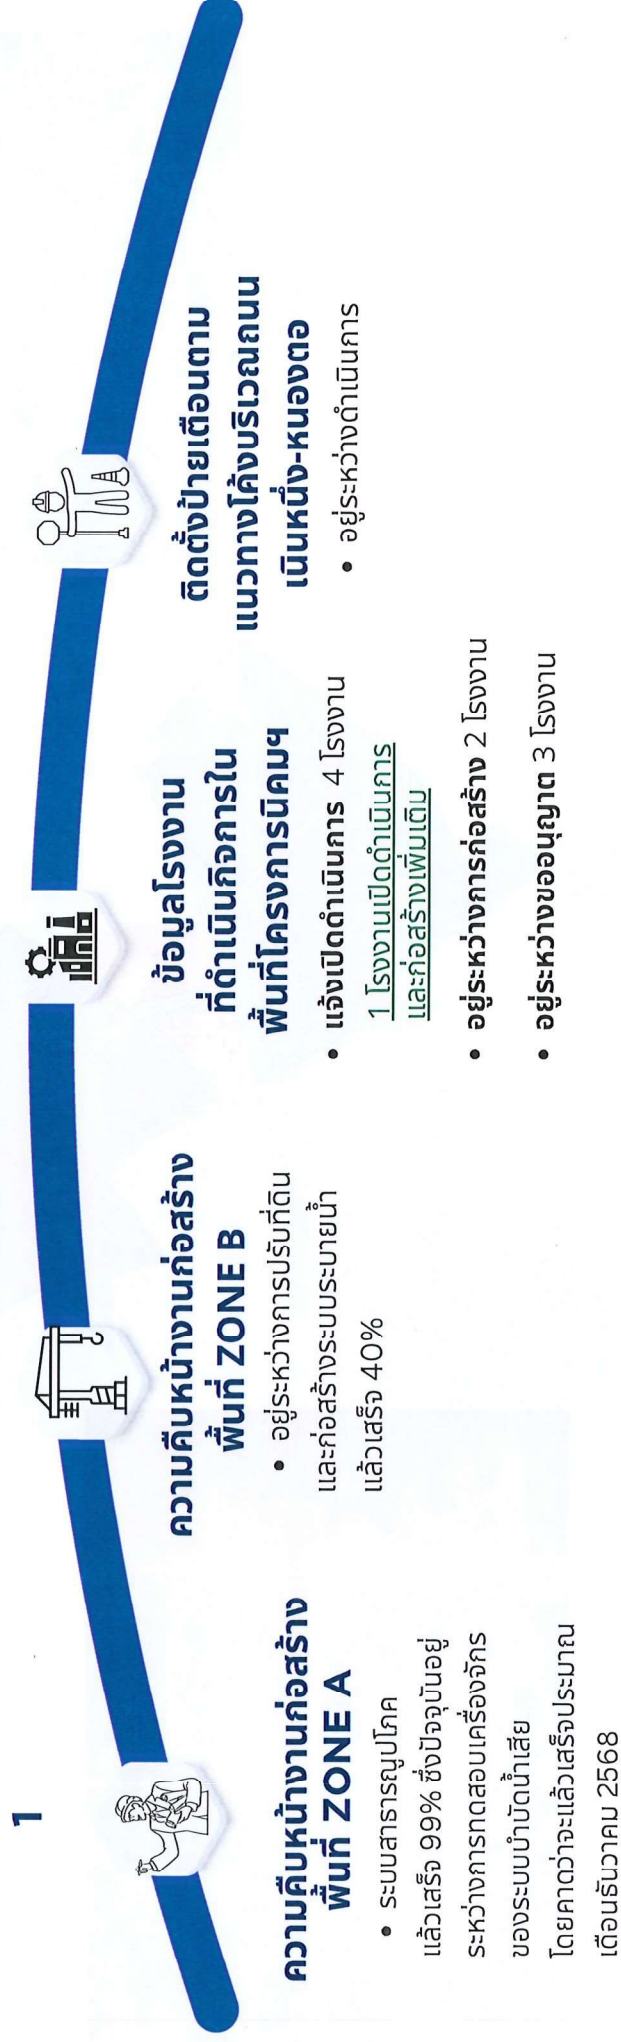 1
ความคืบหน้างานก่อสร้าง
พื้นที่ ZONE A
• ระบบสาธารณูปโภค
แล้วเสร็จ 99% ซึ่งปัจจุบันอยู่
ระหว่างการทดสอบเครื่องจักร
ของระบบบำบัดน้ำเสีย
โดยคาดว่าจะแล้วเสร็จประมาณ
เดือนธันวาคม 2568
ความคืบหน้างานก่อสร้าง
พื้นที่ ZONE B
• อยู่ระหว่างการปรับที่ดิน
และก่อสร้างระบบระบายน้ำ
แล้วเสร็จ 40%
ข้อมูลโรงงาน
ที่ดำเนินกิจการใน
พื้นที่โครงการนิคมฯ
• แจ้งเปิดดำเนินการ 4 โรงงาน
1 โรงงานเปิดดำเนินการ
และก่อสร้างเพิ่มเติม
• อยู่ระหว่างการก่อสร้าง 2 โรงงาน
• อยู่ระหว่างขออนุญาต 3 โรงงาน
ติดตั้งป้ายเตือนตาม
แนวทางโค้งบริเวณถนน
เนินหนึ่ง-หนองตอ
• อยู่ระหว่างดำเนินการ